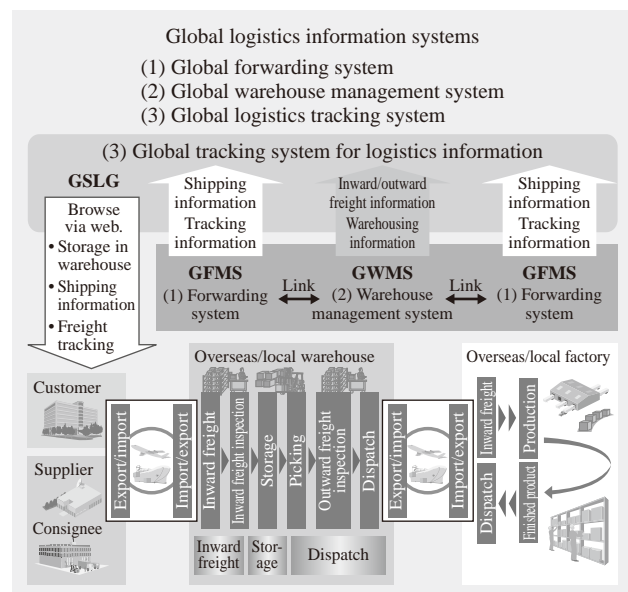 Global logistics information systems
(1) Global forwarding system
(2) Global warehouse management system
(3) Global logistics tracking system
(3) Global tracking system for logistics information
GSLG
Browse
via web.
• Storage in
warehouse
• Shipping
information
• Freight
tracking
Shipping
information
Tracking
information
Inward/outward
freight information
Warehousing
information
Shipping
information
Tracking
information
GFMS
(1) Forwarding
system
Link
GWMS
(2) Warehouse
management system
Link
GFMS
(1) Forwarding
system
Customer
Supplier
Consignee
Export/import
Import/export
Overseas/local warehouse
Inward freight
Inward freight inspection
Storage
Picking
Outward freight
inspection
Dispatch
Inward
freight
Stor-
age
Dispatch
Export/import
Import/export
Overseas/local factory
Inward freight
Production
Dispatch
Finished product